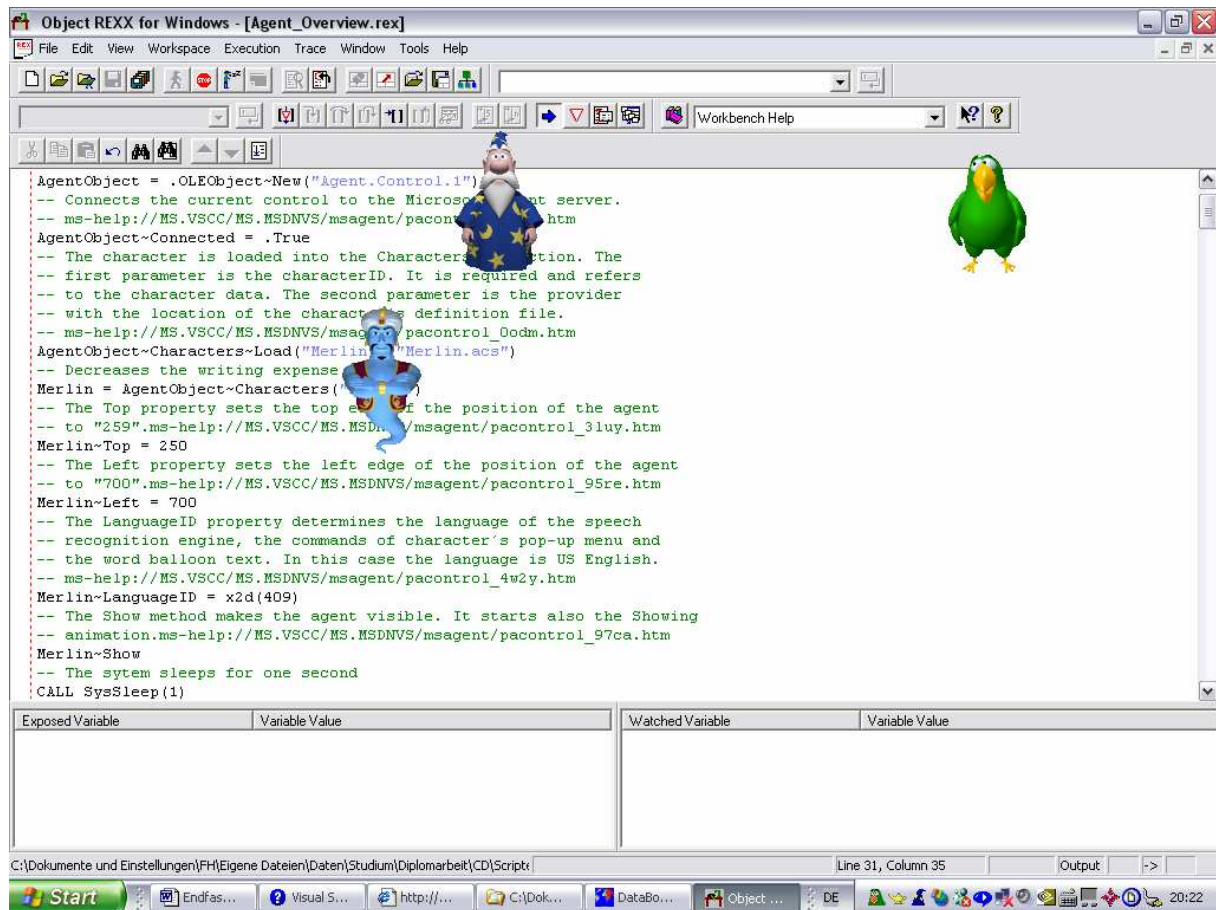 Object REXX for Windows - [Agent_Overview.rex]
File Edit View Workspace Execution Trace Window Tools Help
Workbench Help
AgentObject = .OLEObject~New("Agent.Control.1")
-- Connects the current control to the nt server.
-- ms-help://MS.VSCC/MS.MSDNVS/msagent/ htm
AgentObject~Connected = .True
-- The character is loaded into the Characters tion. The
-- first parameter is the characterID. It is required and refers
-- to the character data. The second parameter is the provider
-- with the location of the definition file.
-- ms-help://MS.VSCC/MS.MSDNVS/ pacontrol_0odm.htm
AgentObject~Characters~Load("Merlin "Merlin.acs")
-- Decreases the writing expense
Merlin = AgentObject~Characters(" )
-- The Top property sets the top of the position of the agent
-- to "259".ms-help://MS.VSCC/ /msagent/pacontrol_31uy.htm
Merlin~Top = 250
-- The Left property sets the left edge of the position of the agent
-- to "700".ms-help://MS.VSCC/MS.MSDNVS/msagent/pacontrol_95re.htm
Merlin~Left = 700
-- The LanguageID property determines the language of the speech
-- recognition engine, the commands of character´s pop-up menu and
-- the word balloon text. In this case the language is US English.
-- ms-help://MS.VSCC/MS.MSDNVS/msagent/pacontrol_4w2y.htm
Merlin~LanguageID = x2d(409)
-- The Show method makes the agent visible. It starts also the Showing
-- animation.ms-help://MS.VSCC/MS.MSDNVS/msagent/pacontrol_97ca.htm
Merlin~Show
-- The sytem sleeps for one second
CALL SysSleep(1)
Exposed Variable Variable Value Watched Variable Variable Value
C:\Dokumente und Einstellungen\FH\Eigene Dateien\Daten\Studium\Diplomarbeit\CD\Scripte Line 31, Column 35 Output ->
Start Endfas... Visual S... http://... C:\Dok... DataBo... Object ... DE 20:22